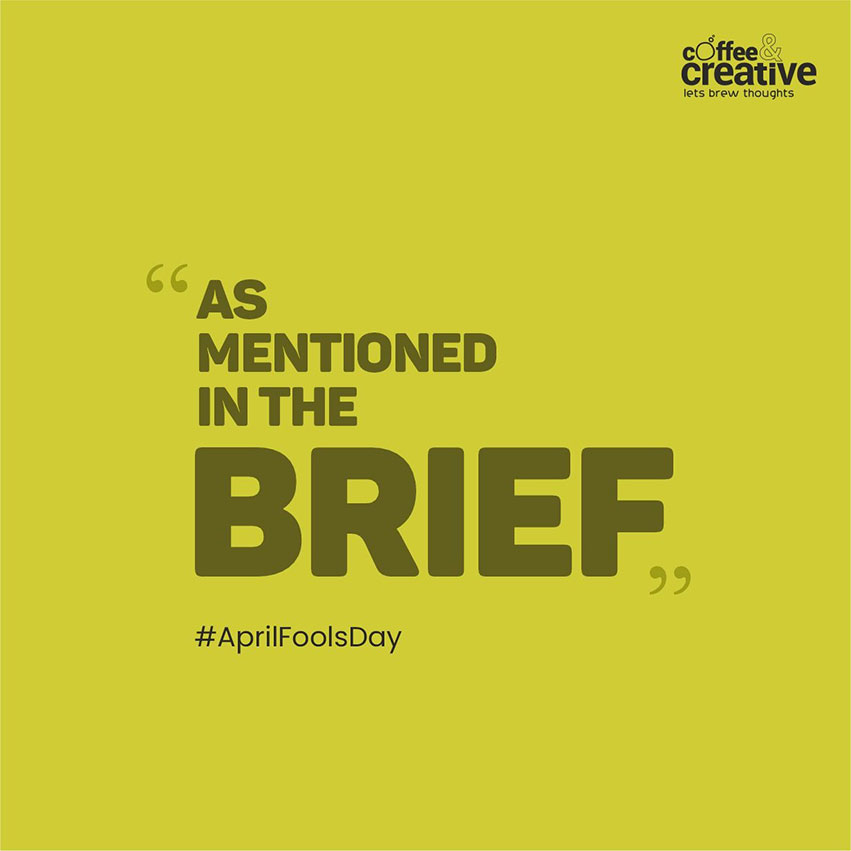 coffee&
creative
lets brew thoughts
“AS
MENTIONED
IN THE
BRIEF”
#AprilFoolsDay